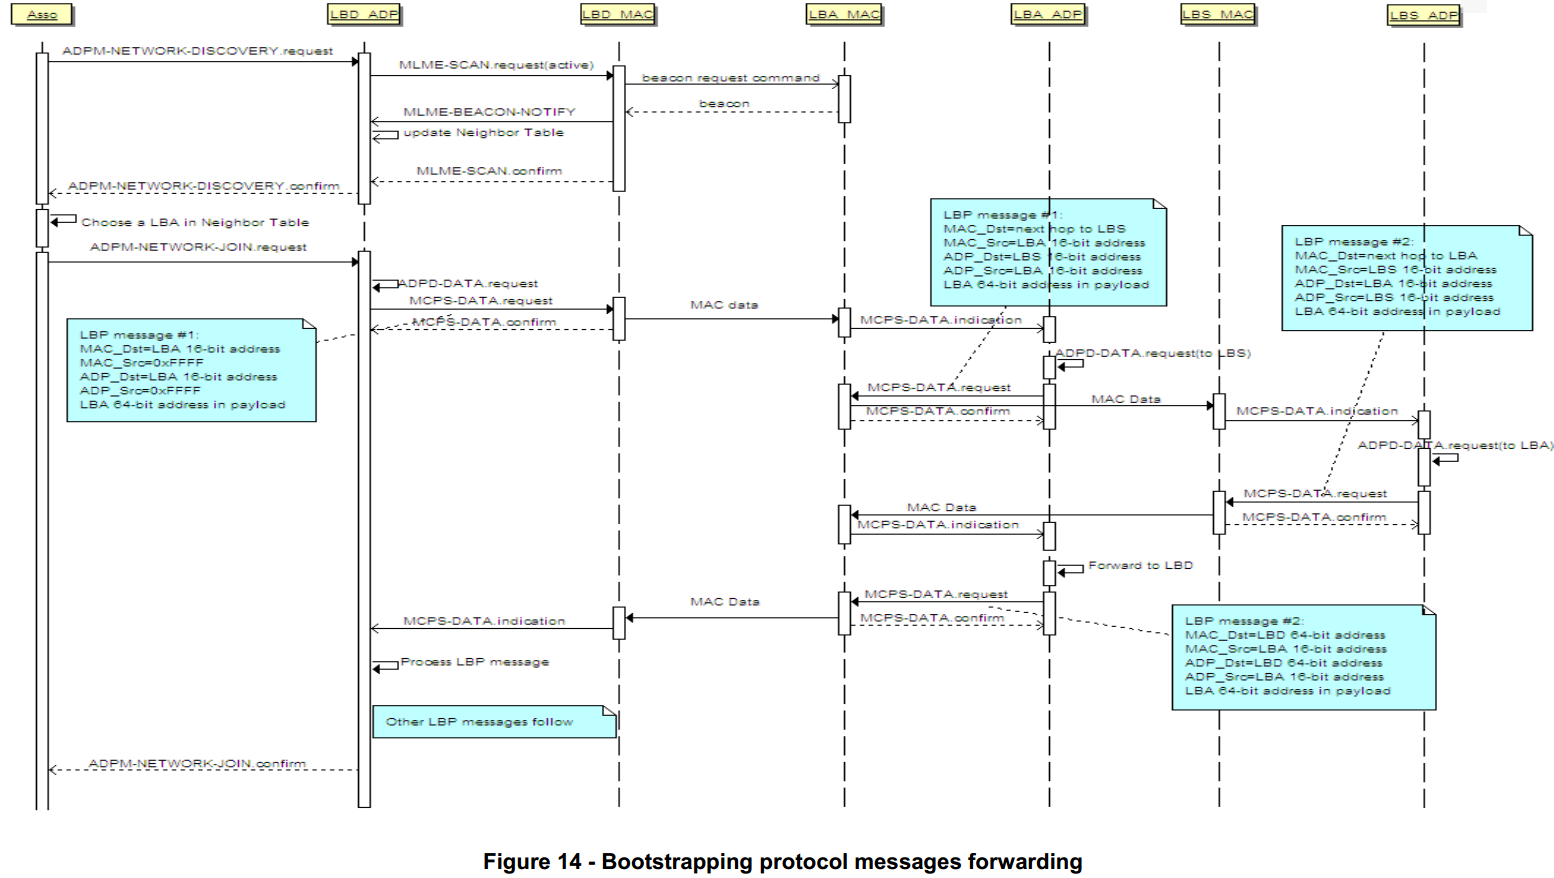 Asso
LBD_ADP
LBD_MAC
LBA_MAC
LBA_ADP
LBS_MAC
LBS_ADP
ADPM-NETWORK-DISCOVERY.request
MLME-SCAN.request(active)
beacon request command
beacon
MLME-BEACON-NOTIFY
update Neighbor Table
MLME-SCAN.confirm
ADPM-NETWORK-DISCOVERY.confirm
Choose a LBA in Neighbor Table
ADPM-NETWORK-JOIN.request
LBP message #1:
MAC_Dst=next hop to LBS
MAC_Src=LBA 16-bit address
ADP_Dst=LBS 16-bit address
ADP_Src=LBA 16-bit address
LBA 64-bit address in payload
LBP message #2:
MAC_Dst=next hop to LBA
MAC_Src=LBS 16-bit address
ADP_Dst=LBA 16-bit address
ADP_Src=LBS 16-bit address
LBA 64-bit address in payload
ADPD-DATA.request
MCPS-DATA.request
MAC data
MCPS-DATA.confirm
MCPS-DATA.indication
LBP message #1:
MAC_Dst=LBA 16-bit address
MAC_Src=0xFFFF
ADP_Dst=LBA 16-bit address
ADP_Src=0xFFFF
LBA 64-bit address in payload
ADPD-DATA.request(to LBS)
MCPS-DATA.request
MAC Data
MCPS-DATA.confirm
MCPS-DATA.indication
ADPD-DATA.request(to LBA)
MCPS-DATA.request
MAC Data
MCPS-DATA.confirm
MCPS-DATA.indication
Forward to LBD
MCPS-DATA.request
MAC Data
MCPS-DATA.confirm
MCPS-DATA.indication
LBP message #2:
MAC_Dst=LBD 64-bit address
MAC_Src=LBA 16-bit address
ADP_Dst=LBD 64-bit address
ADP_Src=LBA 16-bit address
LBA 64-bit address in payload
Process LBP message
Other LBP messages follow
ADPM-NETWORK-JOIN.confirm
Figure 14 - Bootstrapping protocol messages forwarding